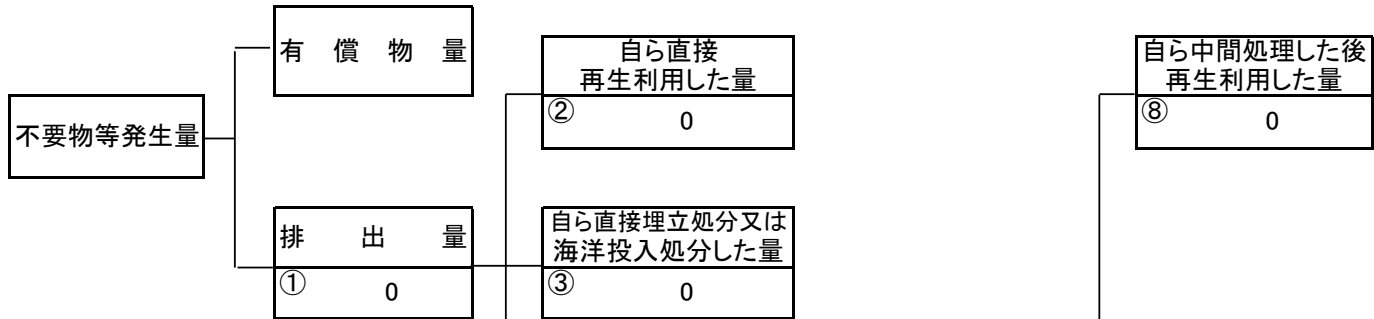 有償物量
自ら直接
再生利用した量
② 0
自ら中間処理した後
再生利用した量
⑧ 0
不要物等発生量
排出量
① 0
自ら直接埋立処分又は
海洋投入処分した量
③ 0